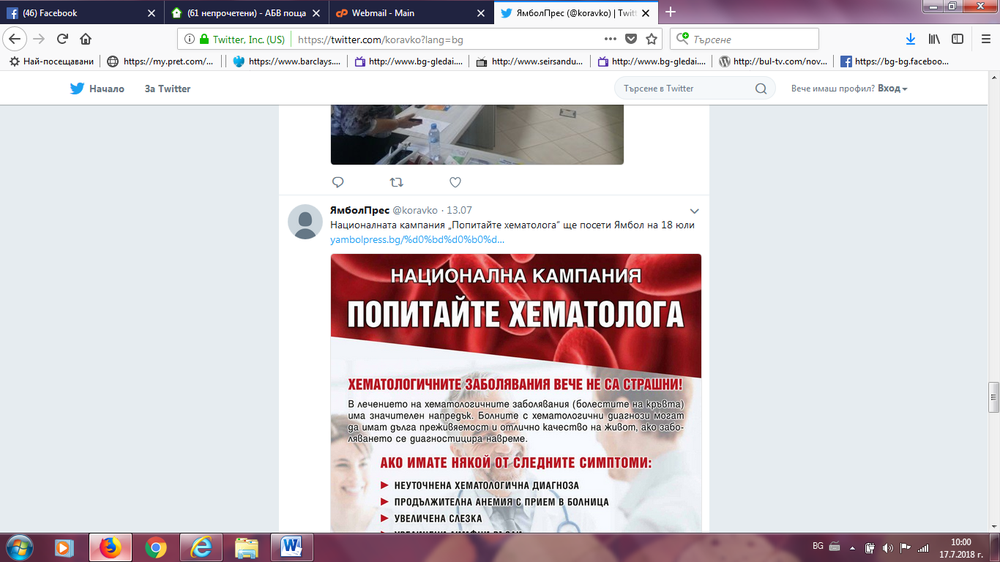 (46) Facebook
(61 непрочетени) - АБВ поща
Webmail - Main
ЯмболПрес (@koravko) | Twitt
Twitter, Inc. (US)
https://twitter.com/koravko?lang=bg
Търсене
Най-посещавани
https://my.pret.com/...
https://www.barclays....
http://www.bg-gledai....
http://www.seirsandu...
http://www.bg-gledai....
http://bul-tv.com/nov...
https://bg-bg.faceboo...
Начало
За Twitter
Търсене в Twitter
Вече имаш профил? Вход
ЯмболПрес @koravko · 13.07
Националната кампания „Попитайте хематолога“ ще посети Ямбол на 18 юли
yambolpress.bg/%d0%bd%d0%b0%d...
НАЦИОНАЛНА КАМПАНИЯ
ПОПИТАЙТЕ ХЕМАТОЛОГА
ХЕМАТОЛОГИЧНИТЕ ЗАБОЛЯВАНИЯ ВЕЧЕ НЕ СА СТРАШНИ!
В лечението на хематологичните заболявания (болестите на кръвта)
има значителен напредък. Болните с хематологични диагнози могат
да имат дълга преживяемост и отлично качество на живот, ако забо-
ляването се диагностицира навреме.
АКО ИМАТЕ НЯКОЙ ОТ СЛЕДНИТЕ СИМПТОМИ:
НЕУТОЧНЕНА ХЕМАТОЛОГИЧНА ДИАГНОЗА
ПРОДЪЛЖИТЕЛНА АНЕМИЯ С ПРИЕМ В БОЛНИЦА
УВЕЛИЧЕНА СЛЕЗКА
BG
10:00
17.7.2018 г.